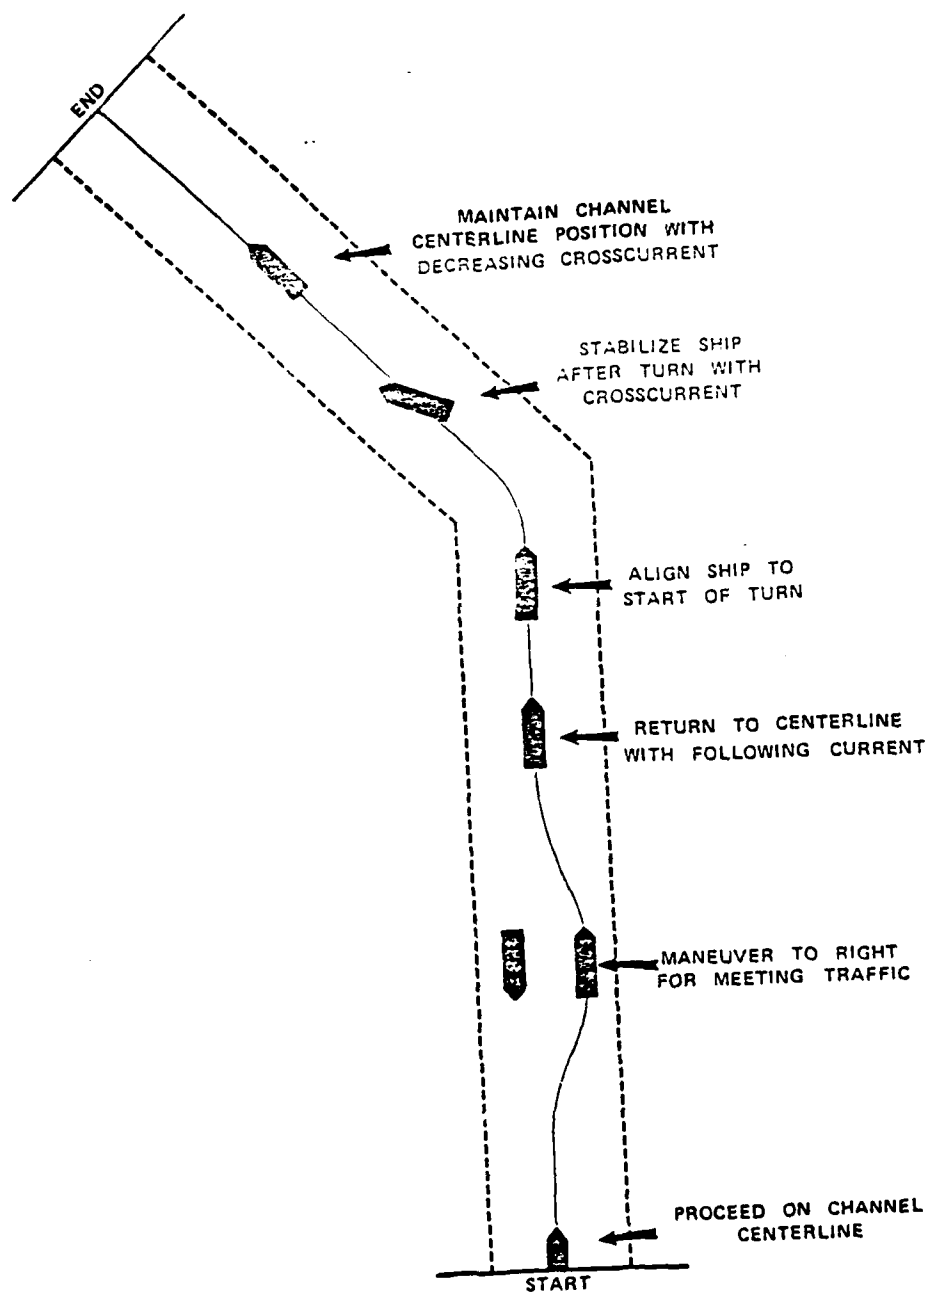 END
MAINTAIN CHANNEL
CENTERLINE POSITION WITH
DECREASING CROSSCURRENT
STABILIZE SHIP
AFTER TURN WITH
CROSSCURRENT
ALIGN SHIP TO
START OF TURN
RETURN TO CENTERLINE
WITH FOLLOWING CURRENT
MANEUVER TO RIGHT
FOR MEETING TRAFFIC
PROCEED ON CHANNEL
CENTERLINE
START